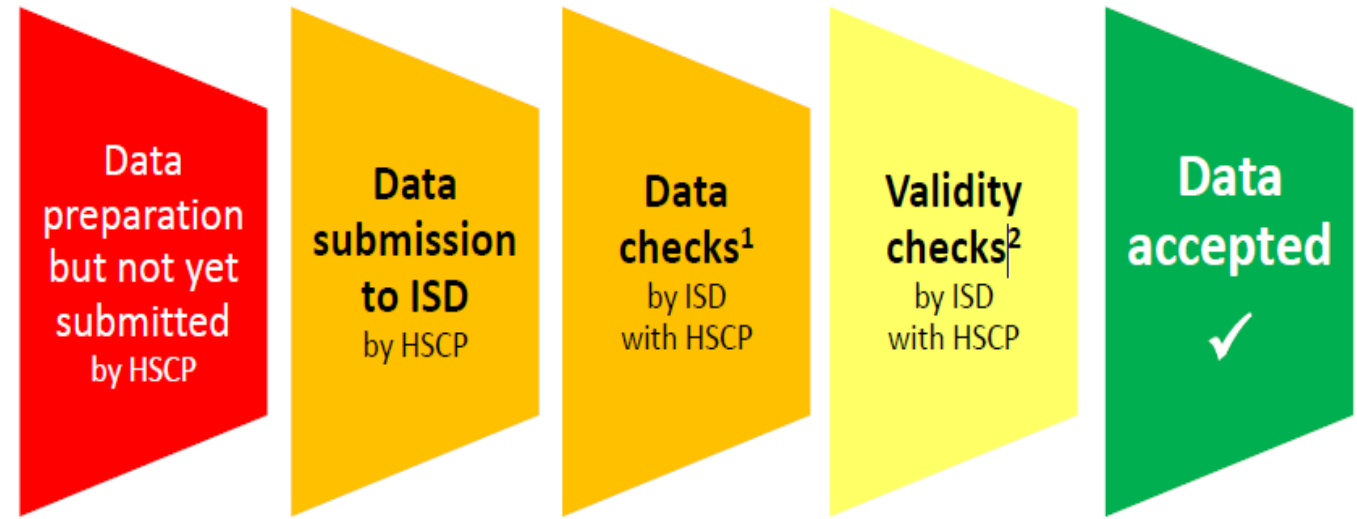 Data
preparation
but not yet
submitted
by HSCP
Data
submission
to ISD
by HSCP
Data
checks¹
by ISD
with HSCP
Validity
checks²
by ISD
with HSCP
Data
accepted
✓